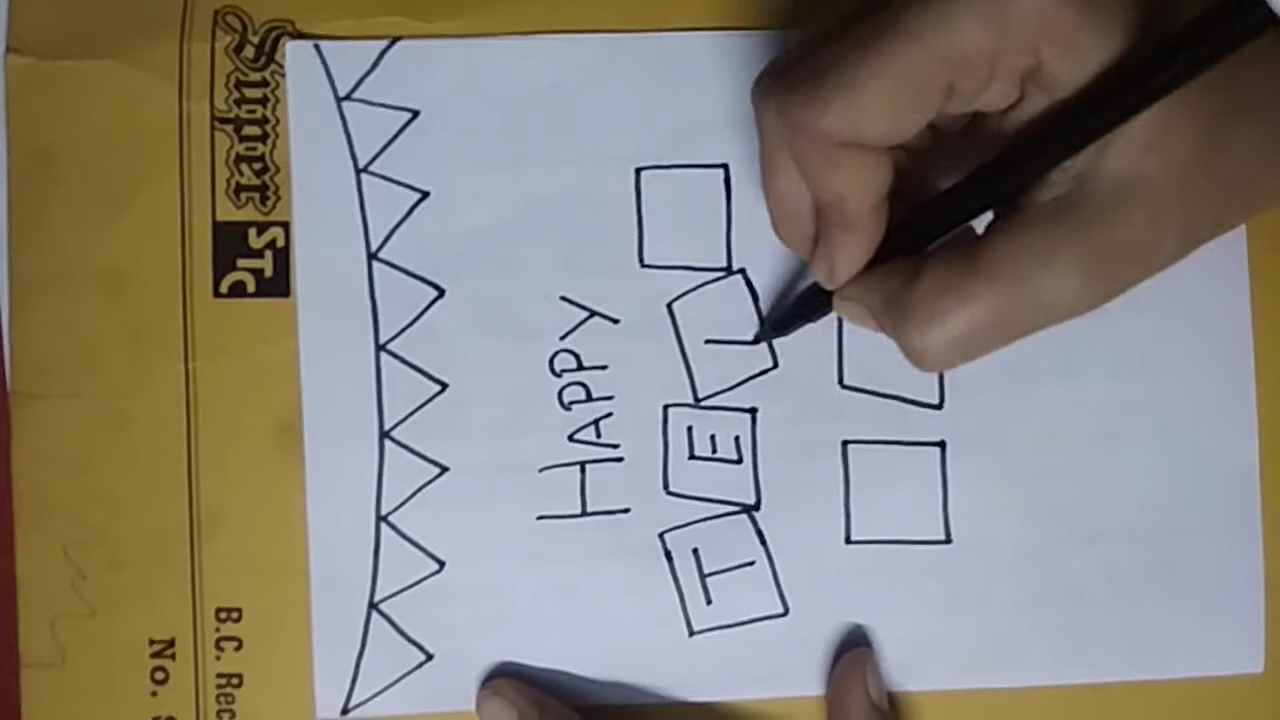 Super
STC
B.C. Rec
No. S
HAPPY
TE